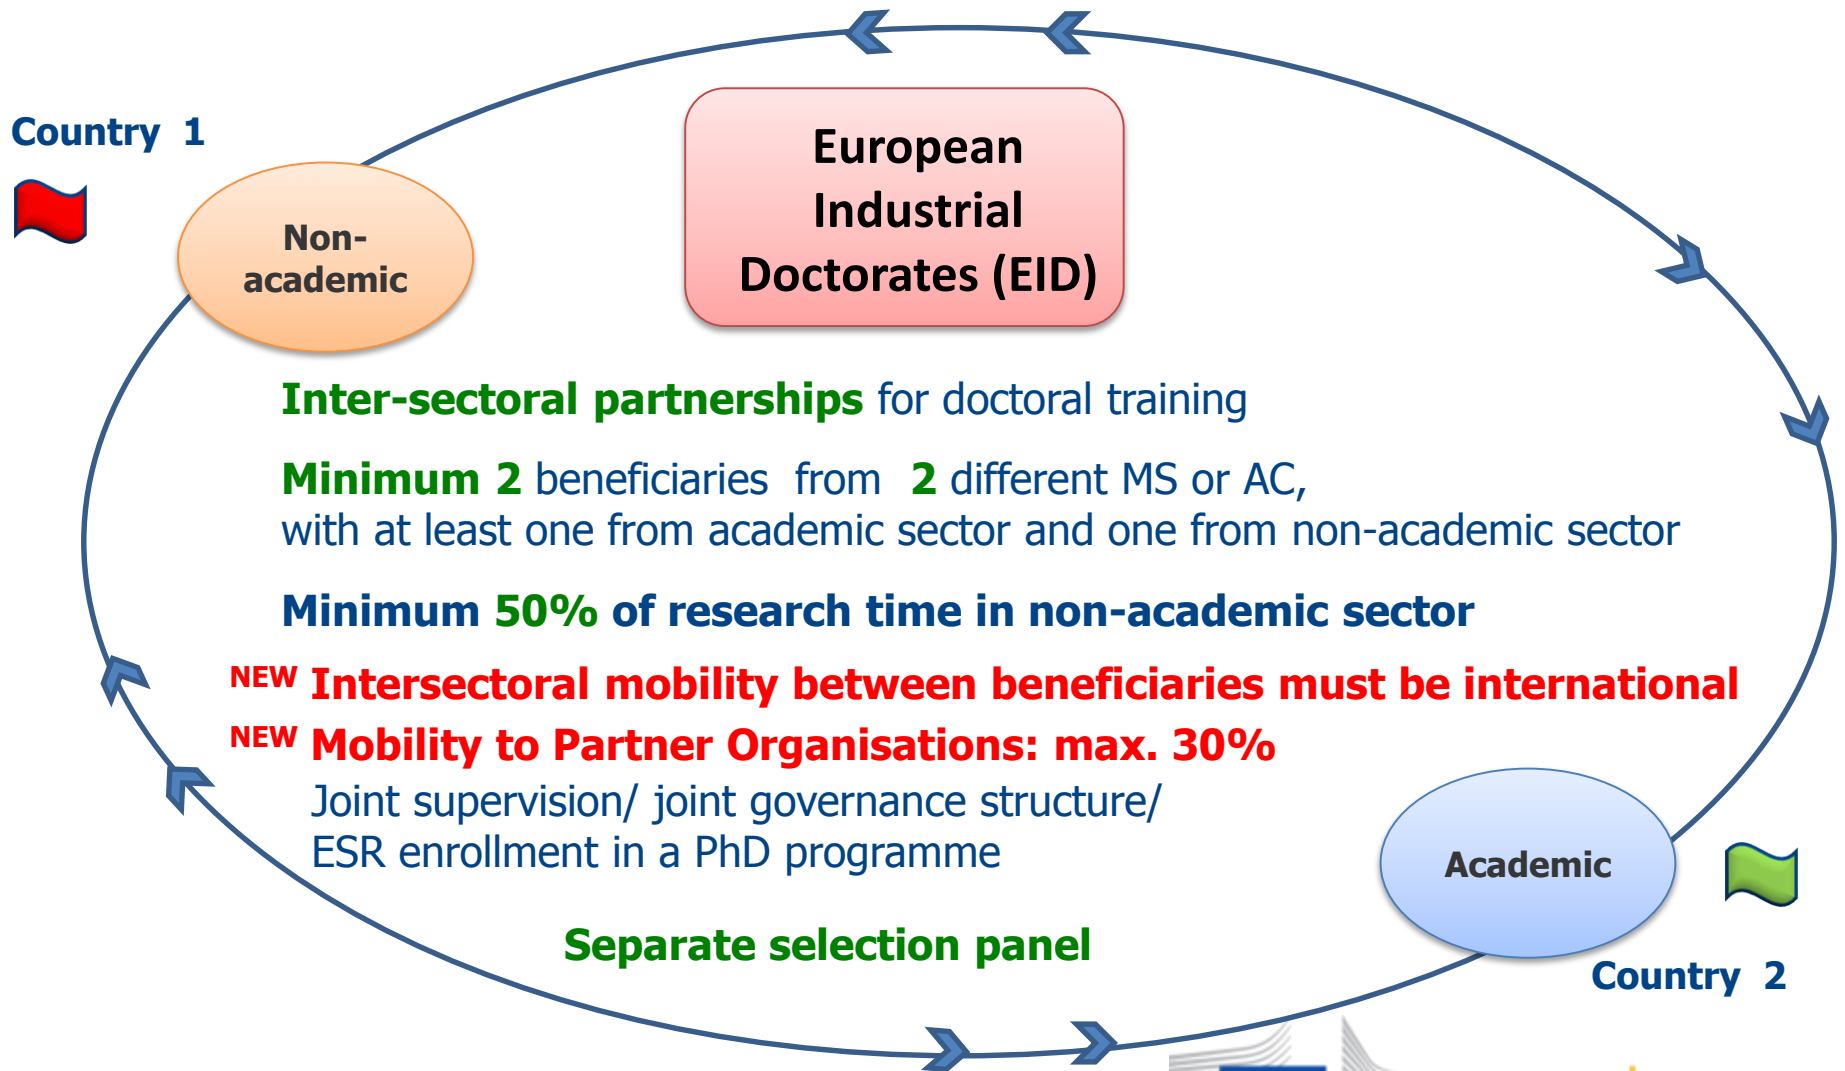 Country 1
Non-
academic
European
Industrial
Doctorates (EID)
Inter-sectoral partnerships for doctoral training
Minimum 2 beneficiaries from 2 different MS or AC,
with at least one from academic sector and one from non-academic sector
Minimum 50% of research time in non-academic sector
NEW Intersectoral mobility between beneficiaries must be international
NEW Mobility to Partner Organisations: max. 30%
Joint supervision/ joint governance structure/
ESR enrollment in a PhD programme
Academic
Separate selection panel
Country 2